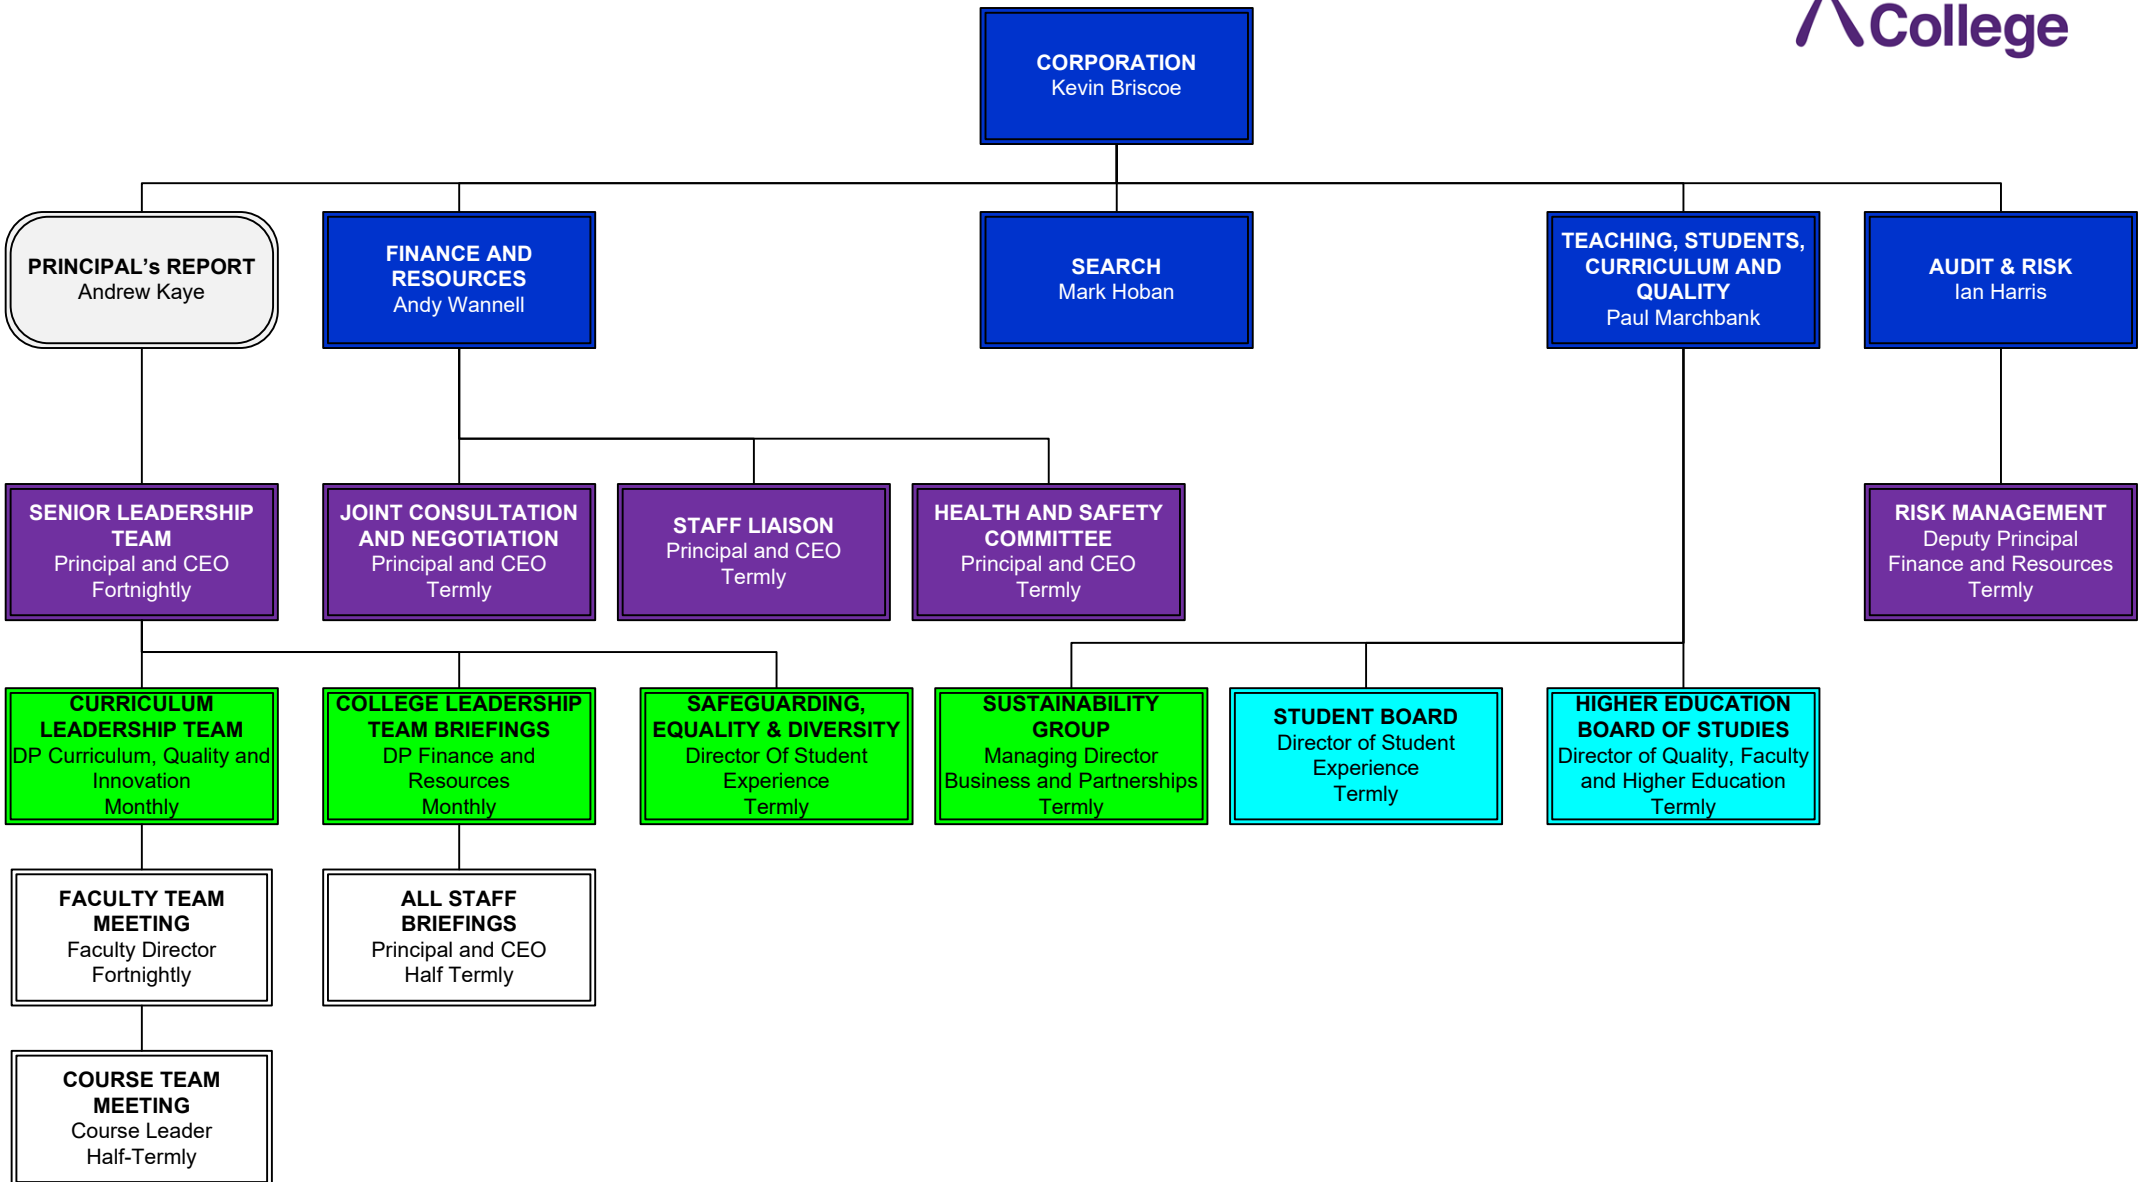 College
CORPORATION
Kevin Briscoe
PRINCIPAL's REPORT
Andrew Kaye
FINANCE AND
RESOURCES
Andy Wannell
SEARCH
Mark Hoban
TEACHING, STUDENTS,
CURRICULUM AND
QUALITY
Paul Marchbank
AUDIT & RISK
Ian Harris
SENIOR LEADERSHIP
TEAM
Principal and CEO
Fortnightly
JOINT CONSULTATION
AND NEGOTIATION
Principal and CEO
Termly
STAFF LIAISON
Principal and CEO
Termly
HEALTH AND SAFETY
COMMITTEE
Principal and CEO
Termly
RISK MANAGEMENT
Deputy Principal
Finance and Resources
Termly
CURRICULUM
LEADERSHIP TEAM
DP Curriculum, Quality and
Innovation
Monthly
COLLEGE LEADERSHIP
TEAM BRIEFINGS
DP Finance and
Resources
Monthly
SAFEGUARDING,
EQUALITY & DIVERSITY
Director Of Student
Experience
Termly
SUSTAINABILITY
GROUP
Managing Director
Business and Partnerships
Termly
STUDENT BOARD
Director of Student
Experience
Termly
HIGHER EDUCATION
BOARD OF STUDIES
Director of Quality, Faculty
and Higher Education
Termly
FACULTY TEAM
MEETING
Faculty Director
Fortnightly
ALL STAFF
BRIEFINGS
Principal and CEO
Half Termly
COURSE TEAM
MEETING
Course Leader
Half-Termly